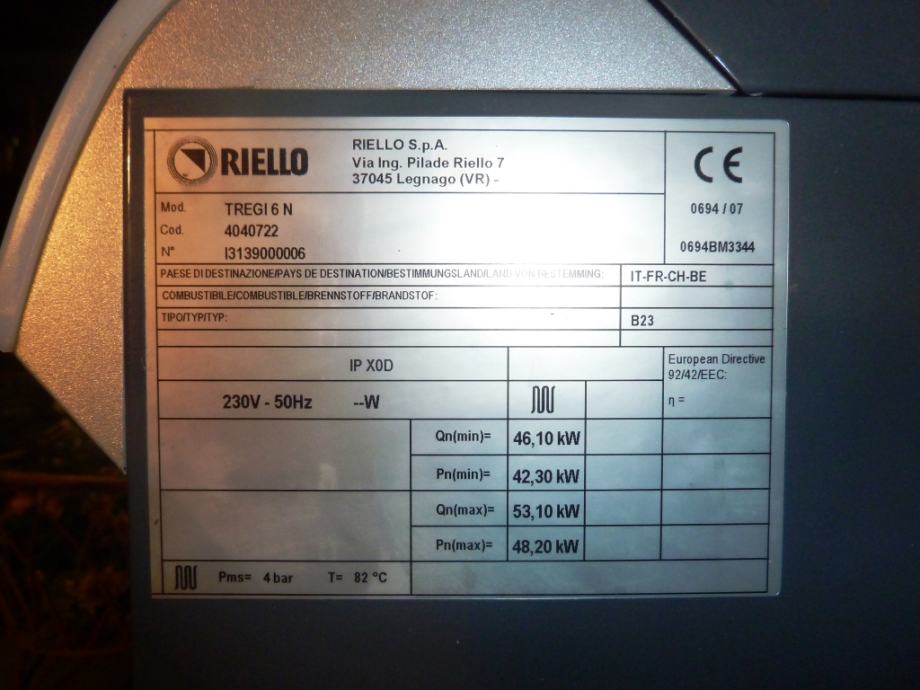 RIELLO
RIELLO S.p.A.
Via Ing. Pilade Riello 7
37045 Legnago (VR) -
CE
0694 / 07
0694BM3344
Mod. TREGI 6 N
Cod. 4040722
N° I3139000006
PAESE DI DESTINAZIONE/PAYS DE DESTINATION/BESTIMMUNGSLAND/LAND VON BESTEMMING: IT-FR-CH-BE
COMBUSTIBILE/COMBUSTIBLE/BRENNSTOFF/BRANDSTOF:
TIPO/TYP/TYP: B23
IP X0D
European Directive
92/42/EEC:
η =
230V - 50Hz --W
Qn(min)= 46,10 kW
Pn(min)= 42,30 kW
Qn(max)= 53,10 kW
Pn(max)= 48,20 kW
Pms= 4 bar T= 82 °C